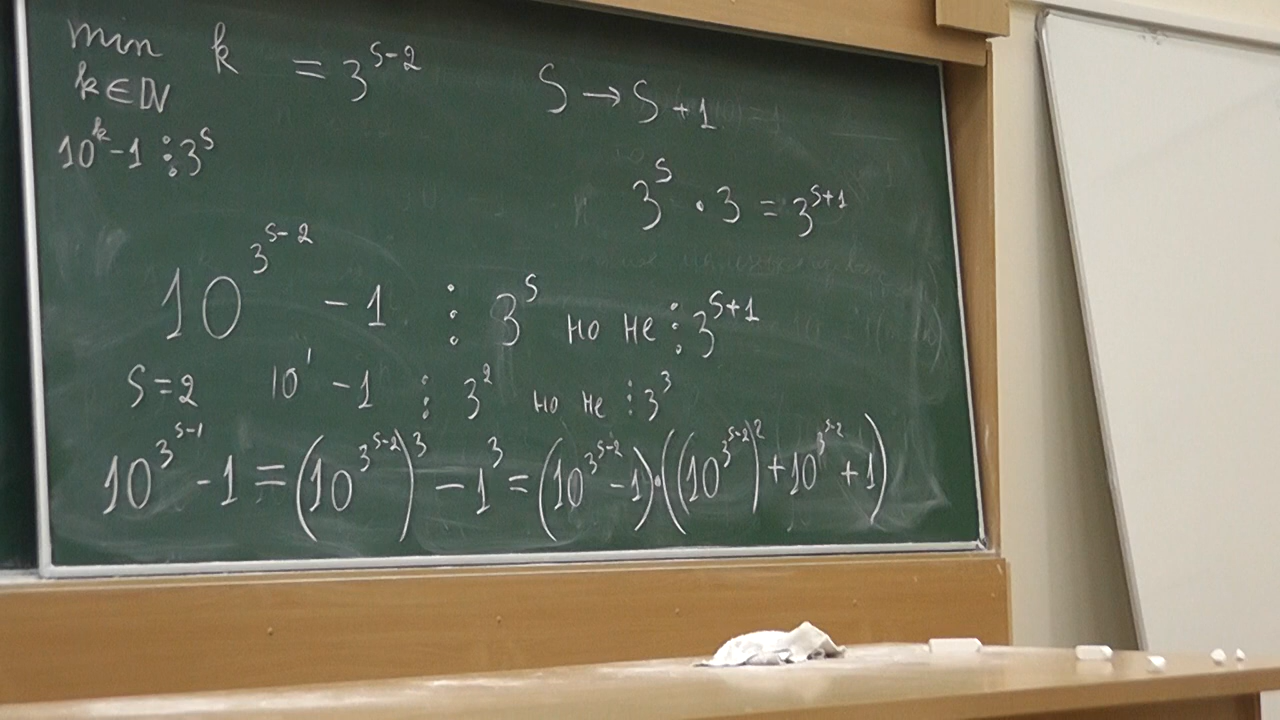 min k = 3^{s-2}
k∈ℕ
10^k-1 ⋮ 3^s
S → S+1
3^s · 3 = 3^{s+1}
10^{3^{s-2}} - 1 ⋮ 3^s но не ⋮ 3^{s+1}
S=2 10^1 - 1 ⋮ 3^2 но не ⋮ 3^3
10^{3^{s-1}} - 1 = (10^{3^{s-2}})^3 - 1^3 = (10^{3^{s-2}} - 1)·((10^{3^{s-2}})^2 + 10^{3^{s-2}} + 1)